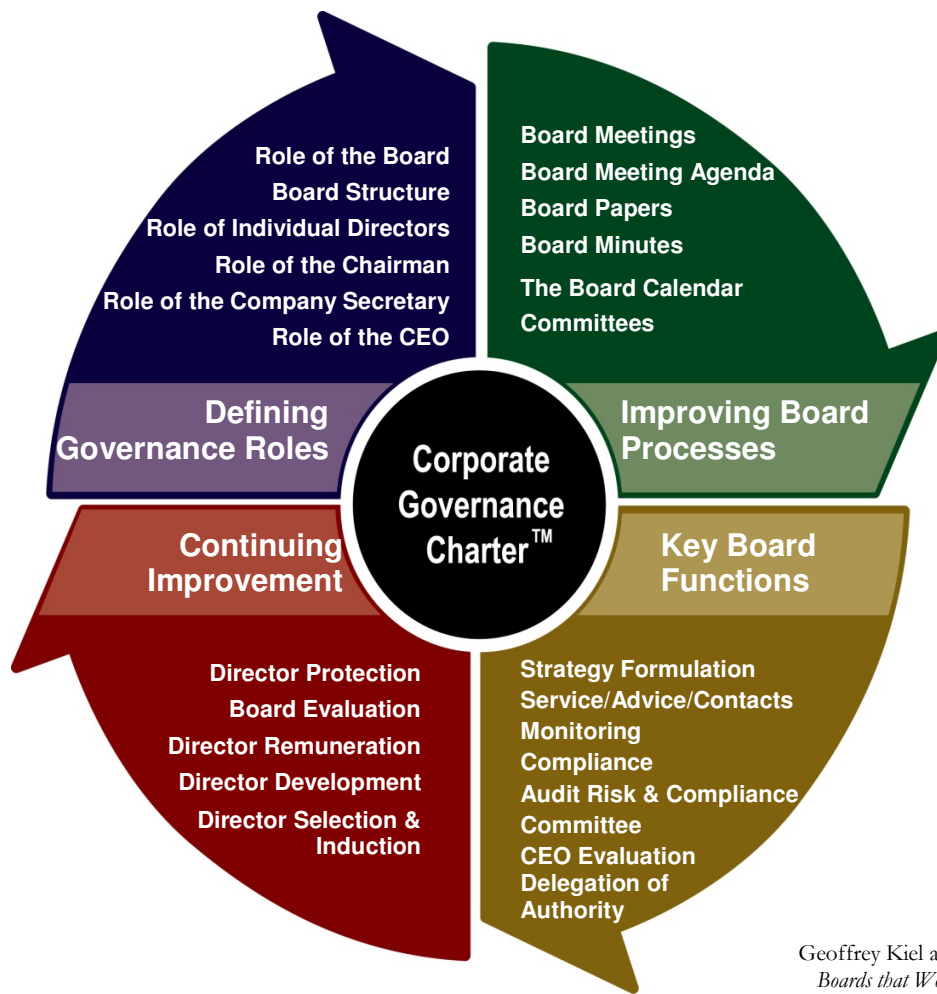 Role of the Board
Board Structure
Role of Individual Directors
Role of the Chairman
Role of the Company Secretary
Role of the CEO
Defining
Governance Roles
Board Meetings
Board Meeting Agenda
Board Papers
Board Minutes
The Board Calendar
Committees
Improving Board
Processes
Corporate
Governance
Charter™
Continuing
Improvement
Director Protection
Board Evaluation
Director Remuneration
Director Development
Director Selection &
Induction
Key Board
Functions
Strategy Formulation
Service/Advice/Contacts
Monitoring
Compliance
Audit Risk & Compliance
Committee
CEO Evaluation
Delegation of
Authority
Geoffrey Kiel
Boards that